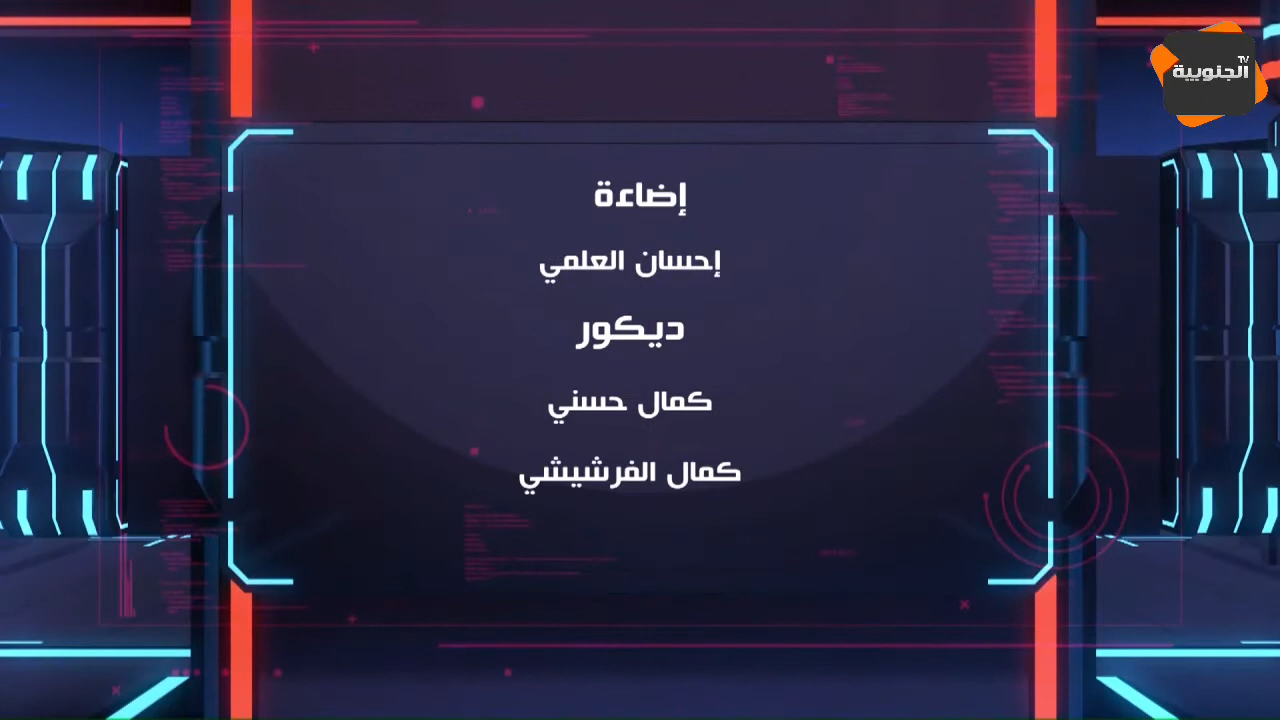 الجنوبية TV
إضاءة
إحسان العلمي
ديكور
كمال حسني
كمال الفرشيشي